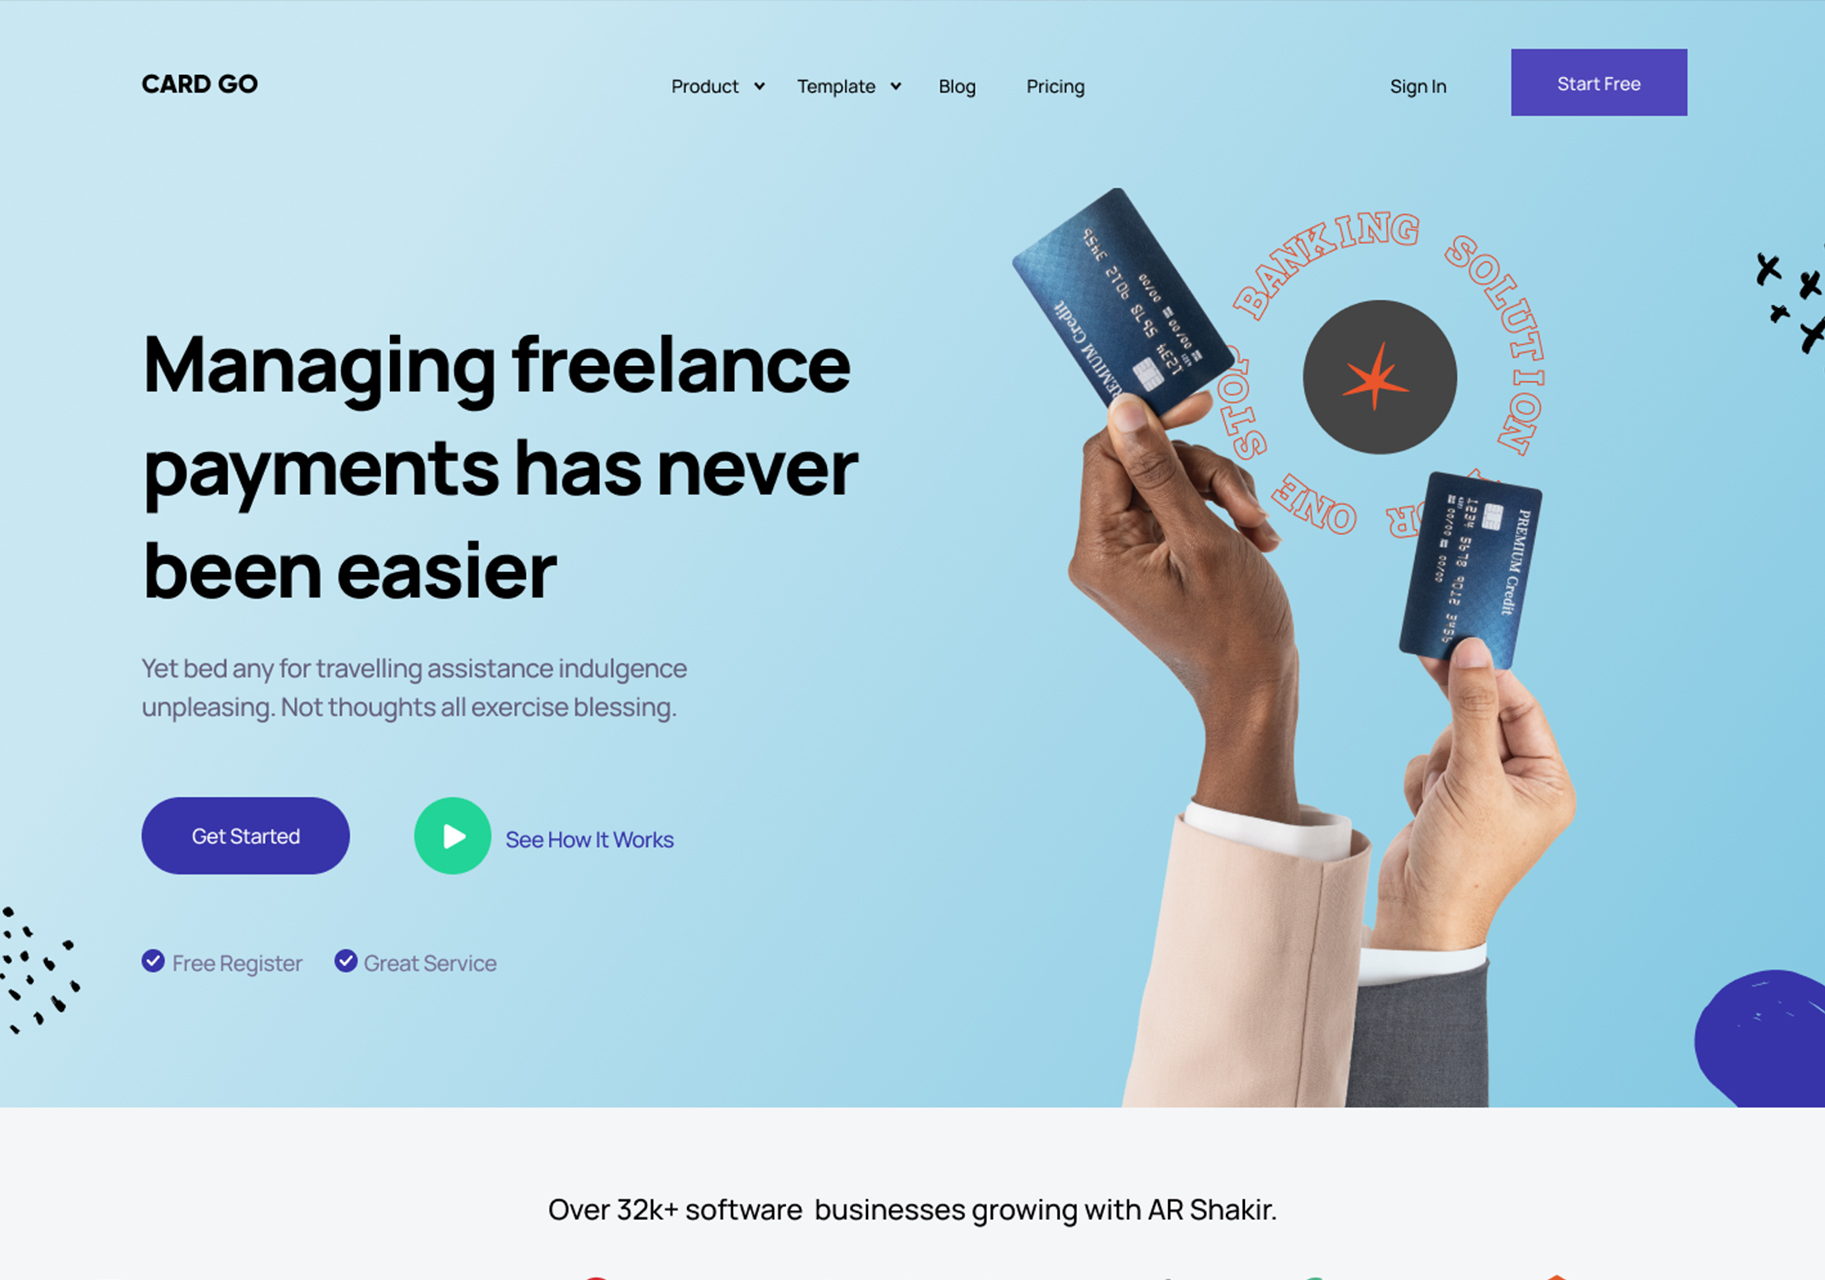 CARD GO
Product
Template
Blog
Pricing
Sign In
Start Free
Managing freelance
payments has never
been easier
Yet bed any for travelling assistance indulgence
unpleasing. Not thoughts all exercise blessing.
Get Started
See How It Works
Free Register
Great Service
BANKING SOLUTION
ONE STOP
PREMIUM Credit
1234 5678 9012 3456
00/00 00/00
PREMIUM Credit
1234 5678 9012 3456
00/00 00/00
Over 32k+ software businesses growing with AR Shakir.